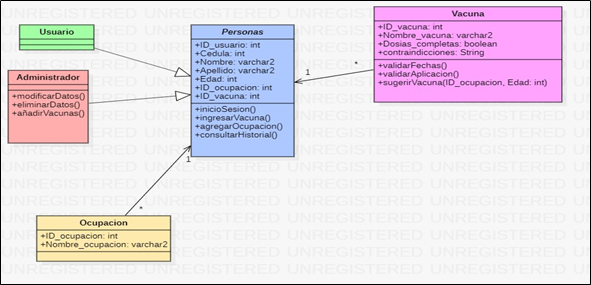 Usuario
Administrador
+modificarDatos()
+eliminarDatos()
+añadirVacunas()
Personas
+ID_usuario: int
+Cedula: int
+Nombre: varchar2
+Apellido: varchar2
+Edad: int
+ID_ocupacion: int
+ID_vacuna: int
+inicioSesion()
+ingresarVacuna()
+agregarOcupacion()
+consultarHistorial()
Vacuna
+ID_vacuna: int
+Nombre_vacuna: varchar2
+Dosias_completas: boolean
+contraindicciones: String
+validarFechas()
+validarAplicacion()
+sugerirVacuna(ID_ocupacion, Edad: int)
1
*
1
*
Ocupacion
+ID_ocupacion: int
+Nombre_ocupacion: varchar2
UNREGISTERED